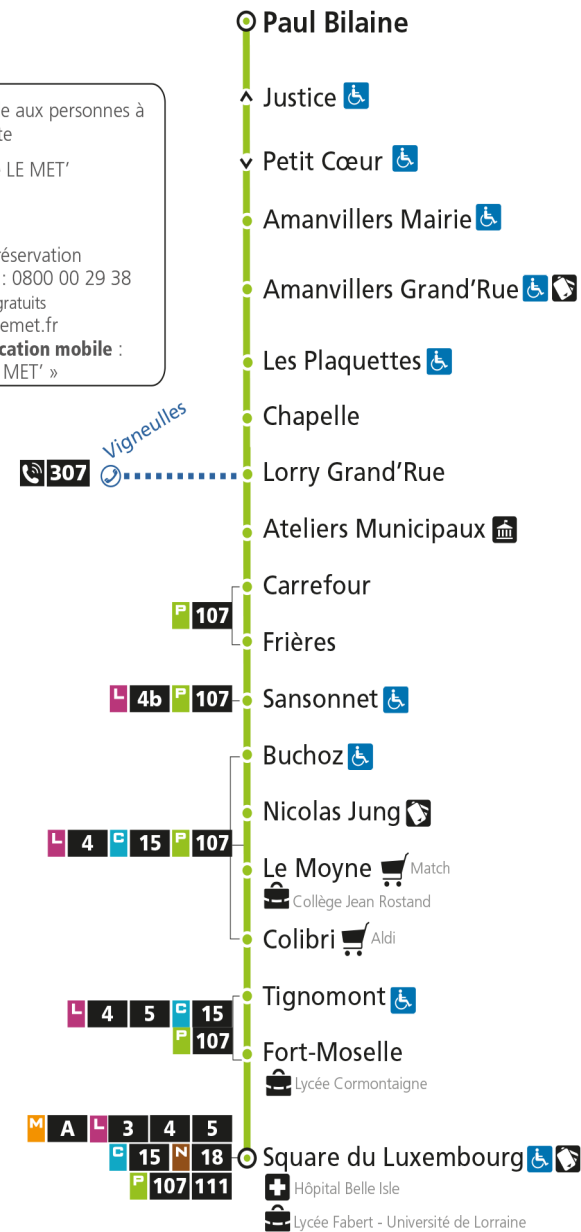 Paul Bilaine
Justice
e aux personnes à
te
LE MET’
Petit Cœur
Amanvillers Mairie
éservation
: 0800 00 29 38
gratuits
emet.fr
cation mobile :
MET’ »
Amanvillers Grand’Rue
Les Plaquettes
Chapelle
Vigneulles
307
Lorry Grand’Rue
Ateliers Municipaux
Carrefour
P 107
Frières
L 4b P 107
Sansonnet
Buchoz
Nicolas Jung
L 4 C 15 P 107
Le Moyne Match
Collège Jean Rostand
Colibri Aldi
Tignomont
L 4 5 C 15
P 107
Fort-Moselle
Lycée Cormontaigne
M A L 3 4 5
C 15 N 18
P 107 111
Square du Luxembourg
Hôpital Belle Isle
Lycée Fabert - Université de Lorraine